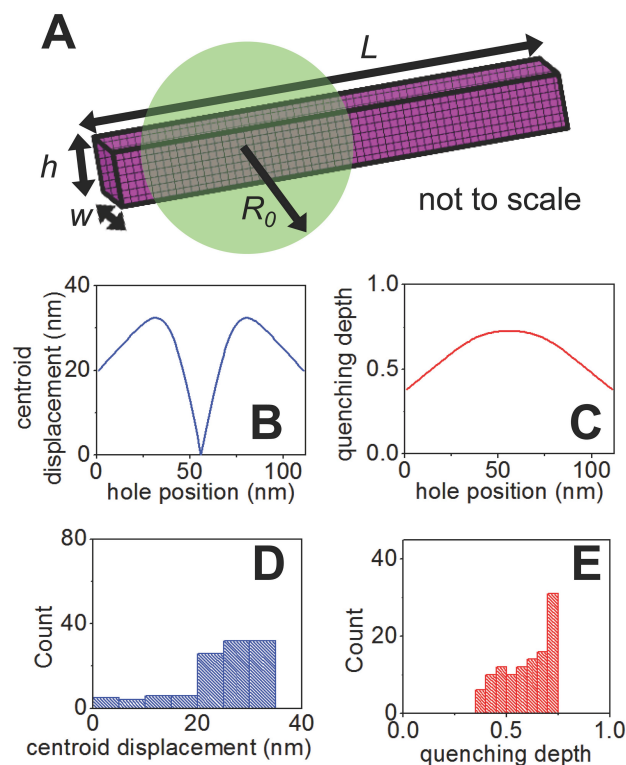 A
L
h
w
R0
not to scale
centroid
displacement (nm)
40
20
0
0
50
100
hole position (nm)
B
quenching depth
1.0
0.5
0.0
0
50
100
hole position (nm)
C
Count
80
40
0
0
20
40
centroid displacement (nm)
D
Count
40
20
0
0.0
0.5
1.0
quenching depth
E